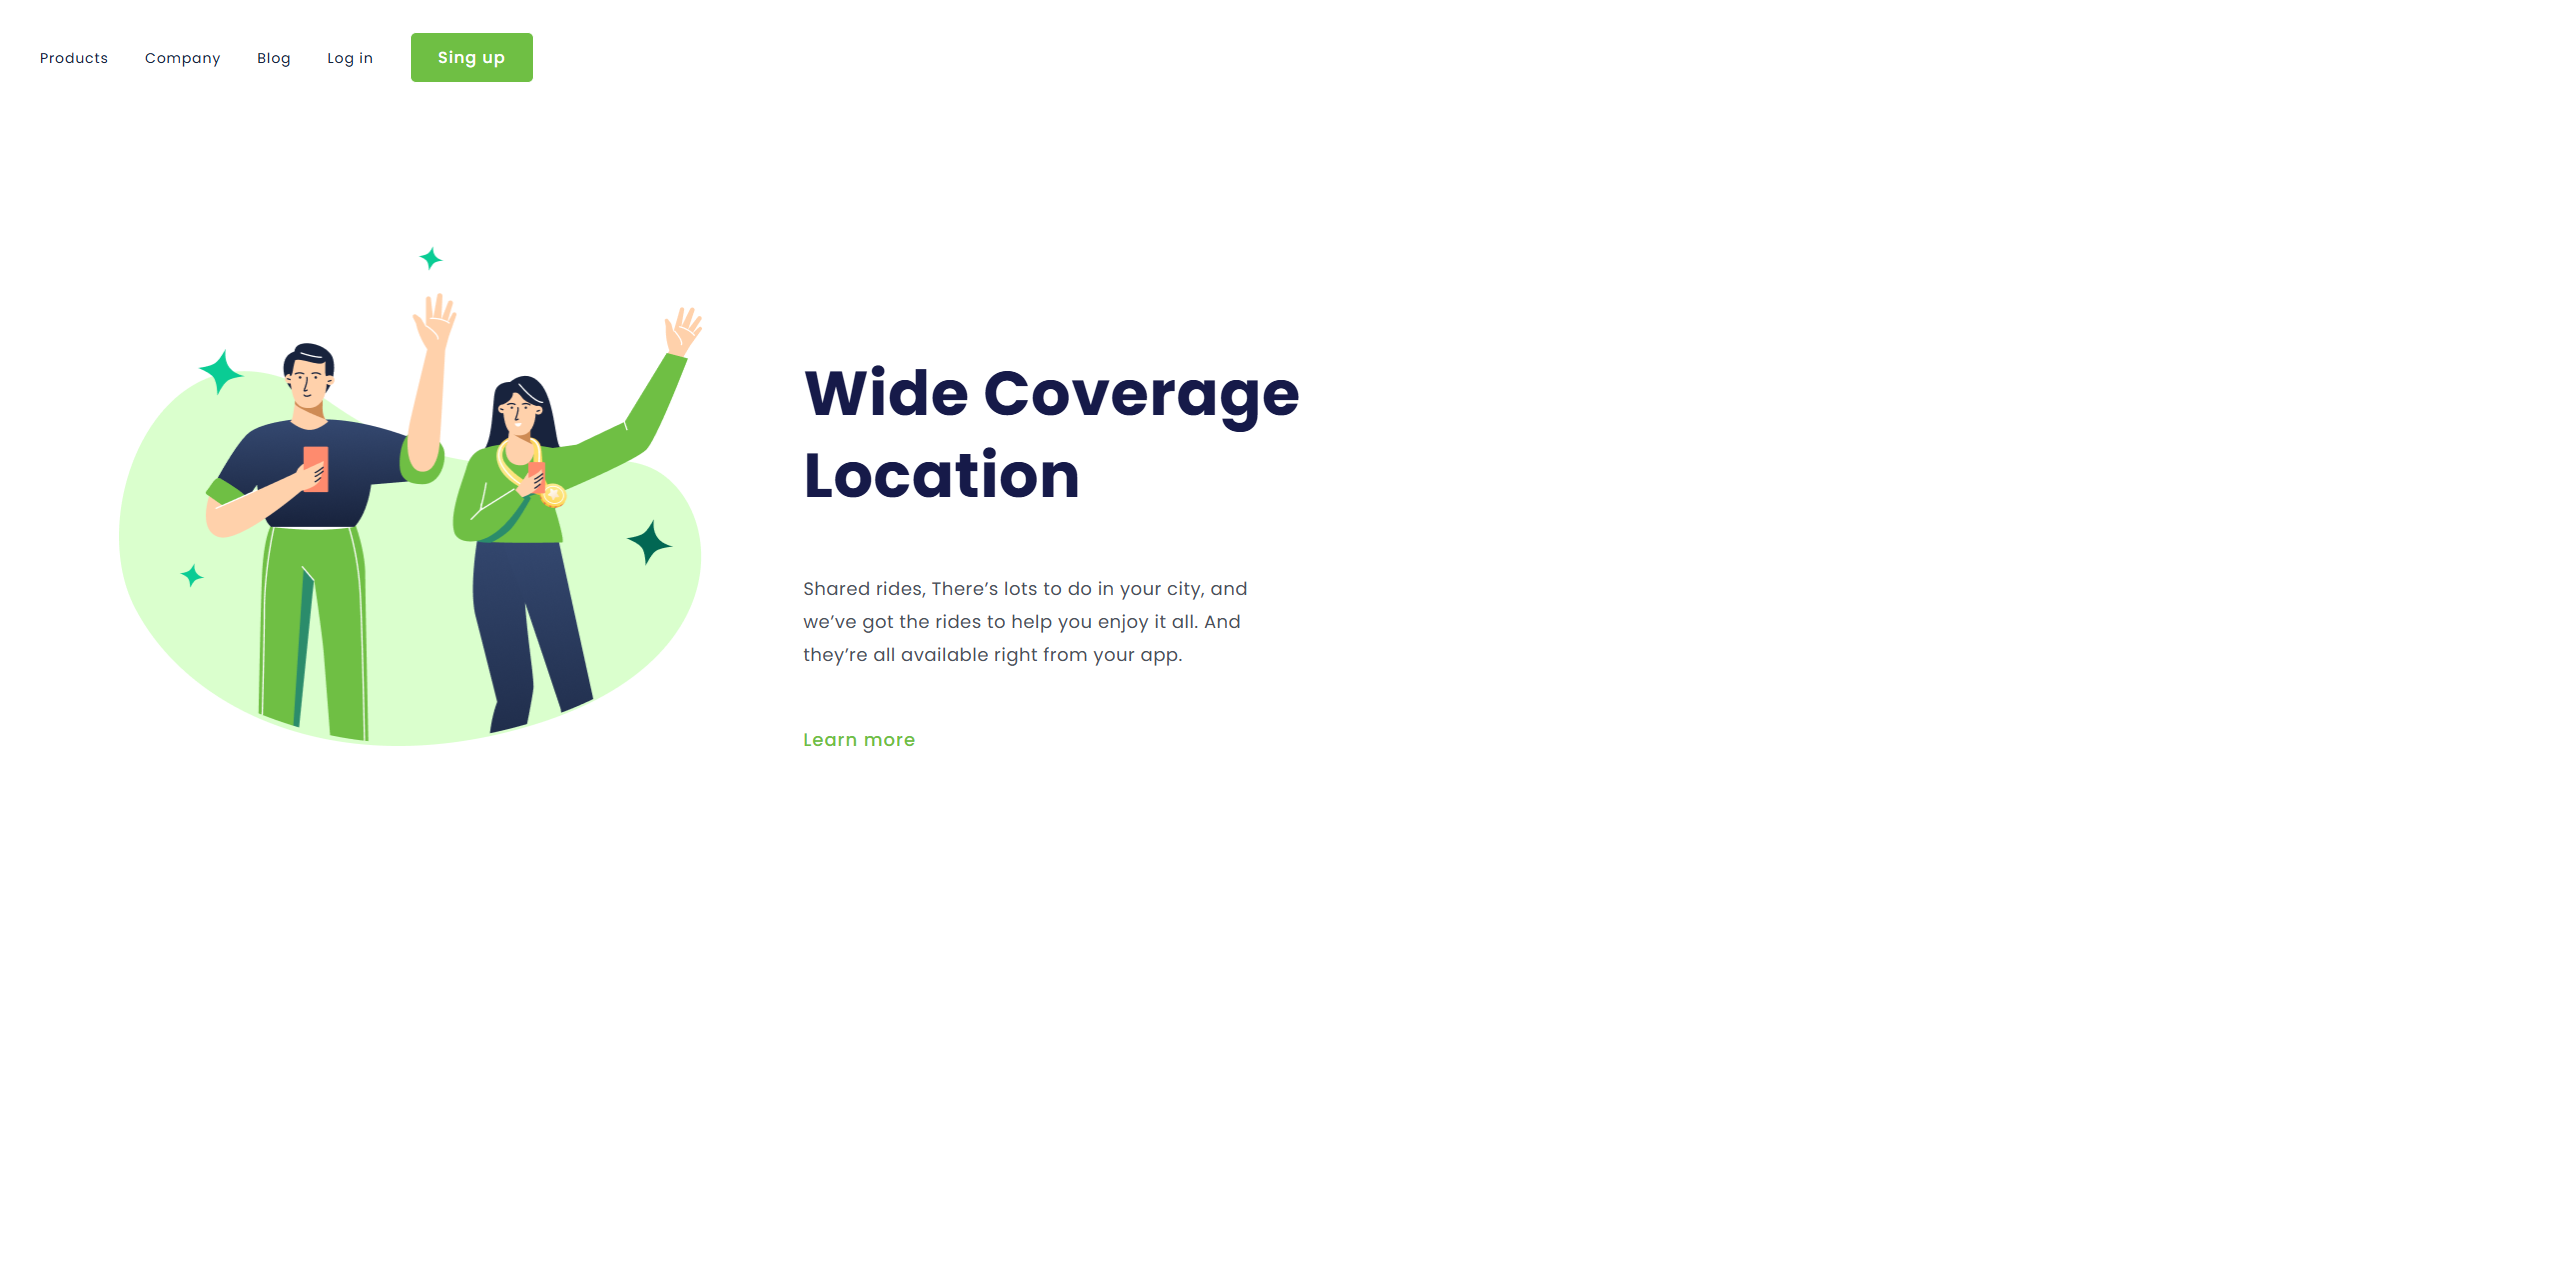 Products Company Blog Log in Sing up
Wide Coverage
Location
Shared rides, There’s lots to do in your city, and
we’ve got the rides to help you enjoy it all. And
they’re all available right from your app.
Learn more